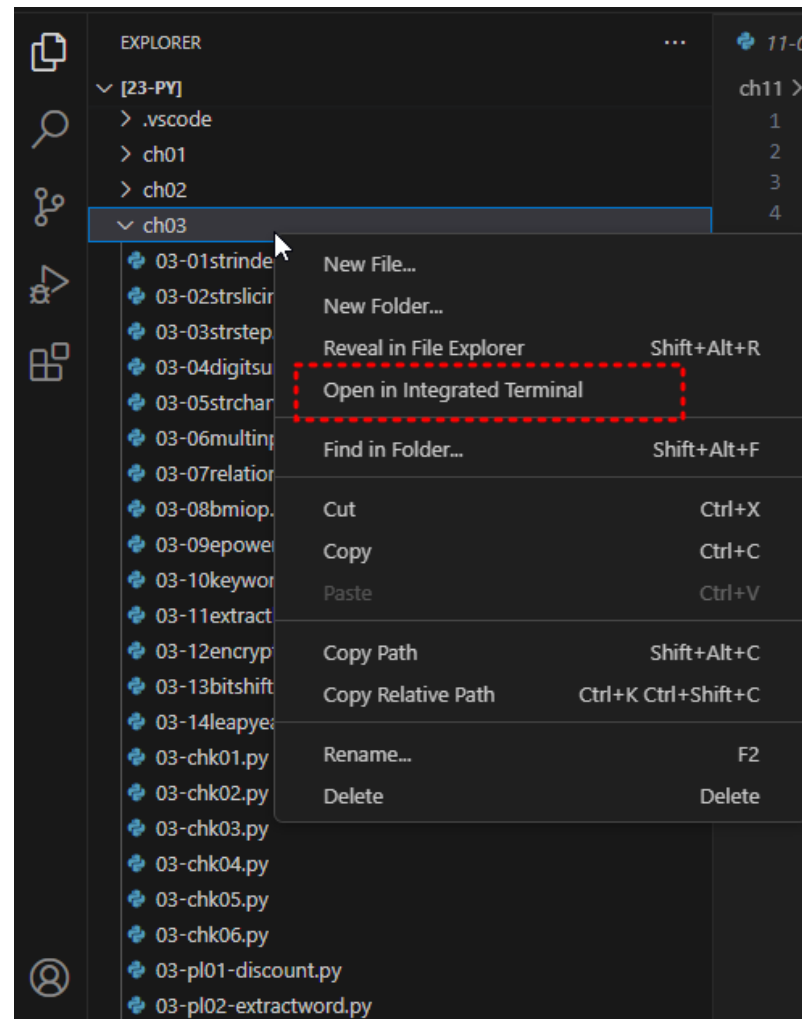 EXPLORER
...
11-0
[23-PY]
ch11 >
.vscode
1
ch01
2
ch02
3
ch03
4
03-01strinde
03-02strslicin
03-03strstep.
03-04digitsu
03-05strchar
03-06multinp
03-07relation
03-08bmiop.
03-09epower
03-10keywor
03-11extract
03-12encrypt
03-13bitshift
03-14leapyea
03-chk01.py
03-chk02.py
03-chk03.py
03-chk04.py
03-chk05.py
03-chk06.py
03-pl01-discount.py
03-pl02-extractword.py
New File...
New Folder...
Reveal in File Explorer Shift+Alt+R
Open in Integrated Terminal
Find in Folder... Shift+Alt+F
Cut Ctrl+X
Copy Ctrl+C
Paste Ctrl+V
Copy Path Shift+Alt+C
Copy Relative Path Ctrl+K Ctrl+Shift+C
Rename... F2
Delete Delete